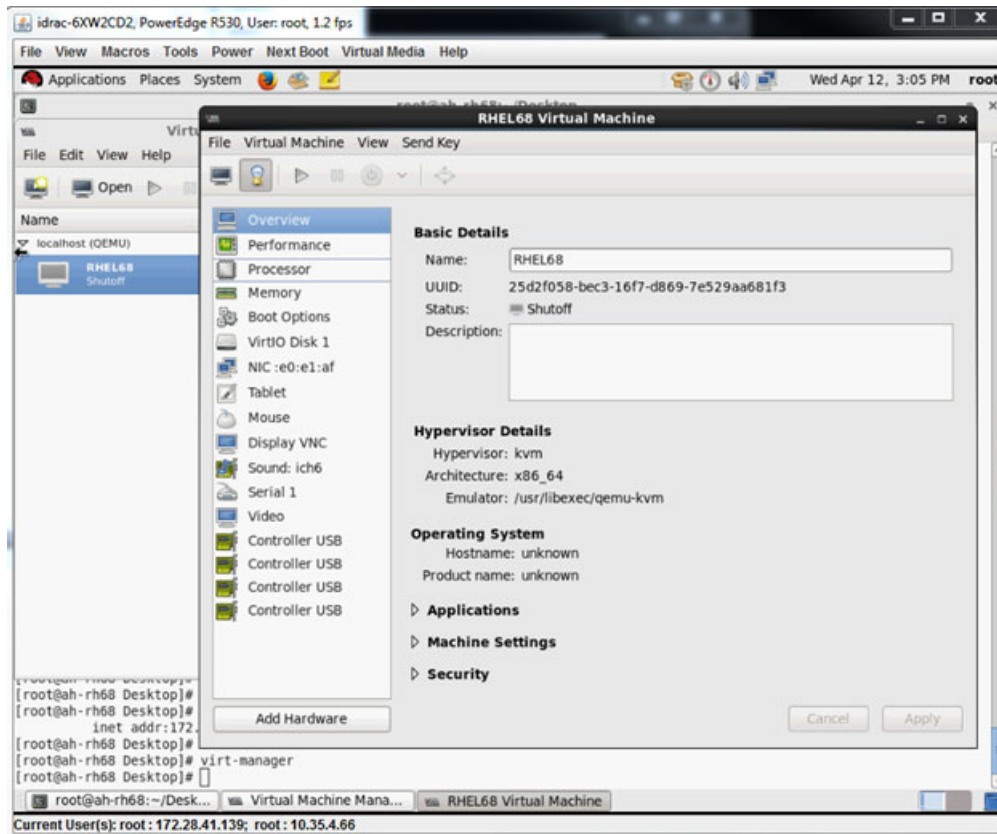 idrac-6XW2CD2, PowerEdge R530, User: root, 1.2 fps
File View Macros Tools Power Next Boot Virtual Media Help
Applications Places System
Wed Apr 12, 3:05 PM root
root@ah-rh68:~/Desktop
Virtu
File Edit View Help
Open
Name
localhost (QEMU)
RHEL68
Shutoff
RHEL68 Virtual Machine
File Virtual Machine View Send Key
Overview
Performance
Processor
Memory
Boot Options
VirtIO Disk 1
NIC :e0:e1:af
Tablet
Mouse
Display VNC
Sound: ich6
Serial 1
Video
Controller USB
Controller USB
Controller USB
Controller USB
Add Hardware
Basic Details
Name: RHEL68
UUID: 25d2f058-bec3-16f7-d869-7e529aa681f3
Status: Shutoff
Description:
Hypervisor Details
Hypervisor: kvm
Architecture: x86_64
Emulator: /usr/libexec/qemu-kvm
Operating System
Hostname: unknown
Product name: unknown
Applications
Machine Settings
Security
Cancel Apply
[root@ah-rh68 Desktop]#
[root@ah-rh68 Desktop]#
inet addr:172.
[root@ah-rh68 Desktop]#
[root@ah-rh68 Desktop]# virt-manager
[root@ah-rh68 Desktop]#
root@ah-rh68:~/Desk... Virtual Machine Mana... RHEL68 Virtual Machine
Current User(s): root : 172.28.41.139; root : 10.35.4.66